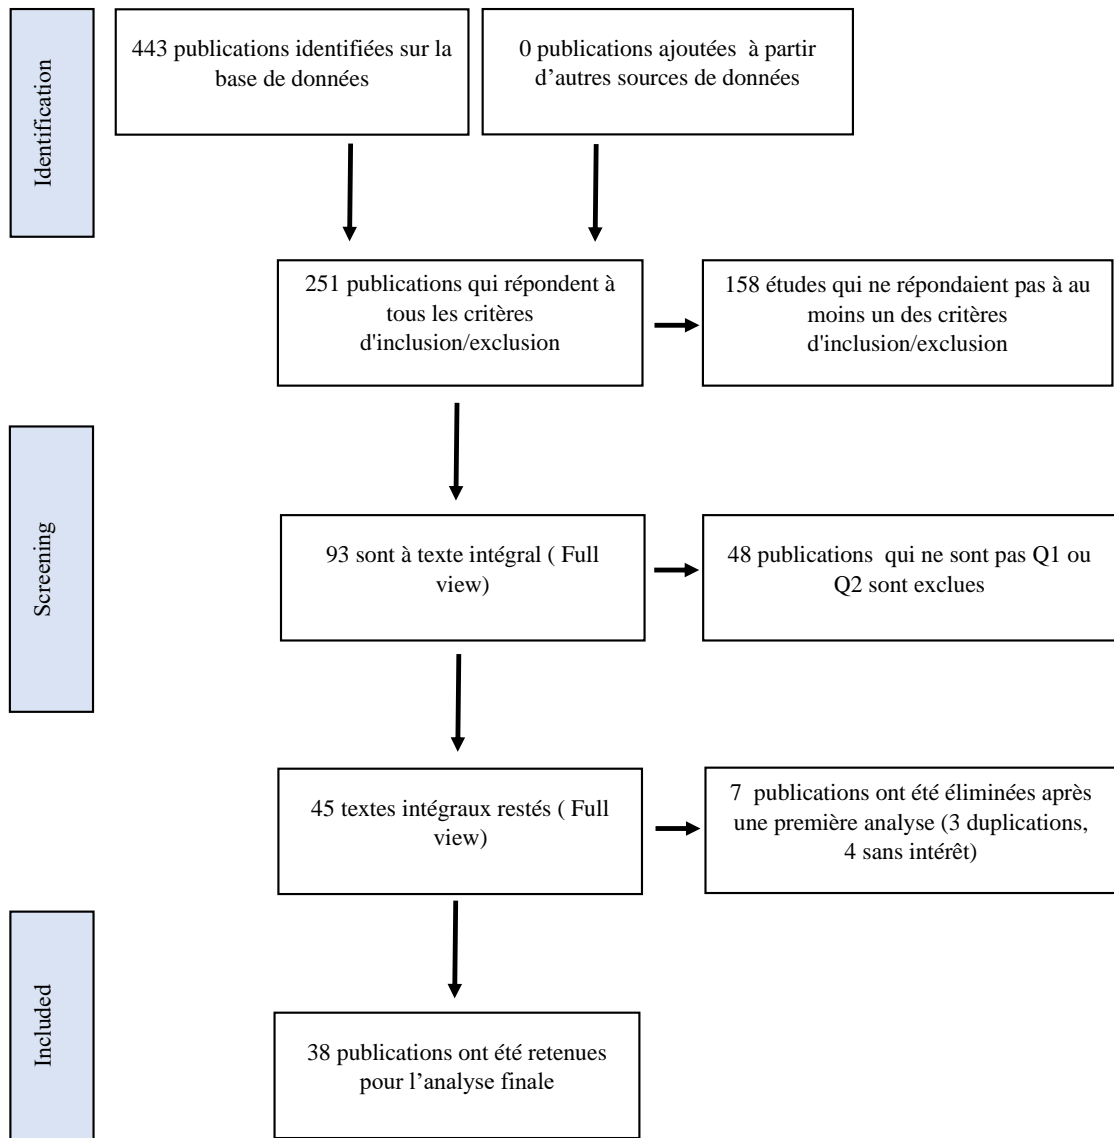 Identification
443 publications identifiées sur la
base de données
0 publications ajoutées à partir
d’autres sources de données
251 publications qui répondent à
tous les critères
d'inclusion/exclusion
158 études qui ne répondaient pas à au
moins un des critères
d'inclusion/exclusion
Screening
93 sont à texte intégral ( Full
view)
48 publications qui ne sont pas Q1 ou
Q2 sont exclues
45 textes intégraux restés ( Full
view)
7 publications ont été éliminées après
une première analyse (3 duplications,
4 sans intérêt)
Included
38 publications ont été retenues
pour l’analyse finale